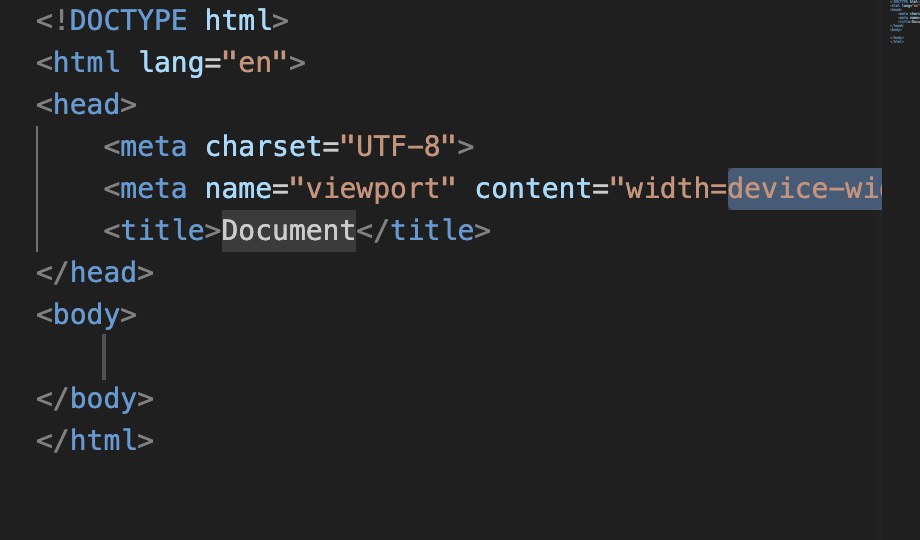 <!DOCTYPE html>
<html lang="en">
<head>
    <meta charset="UTF-8">
    <meta name="viewport" content="width=device-wi
    <title>Document</title>
</head>
<body>

</body>
</html>